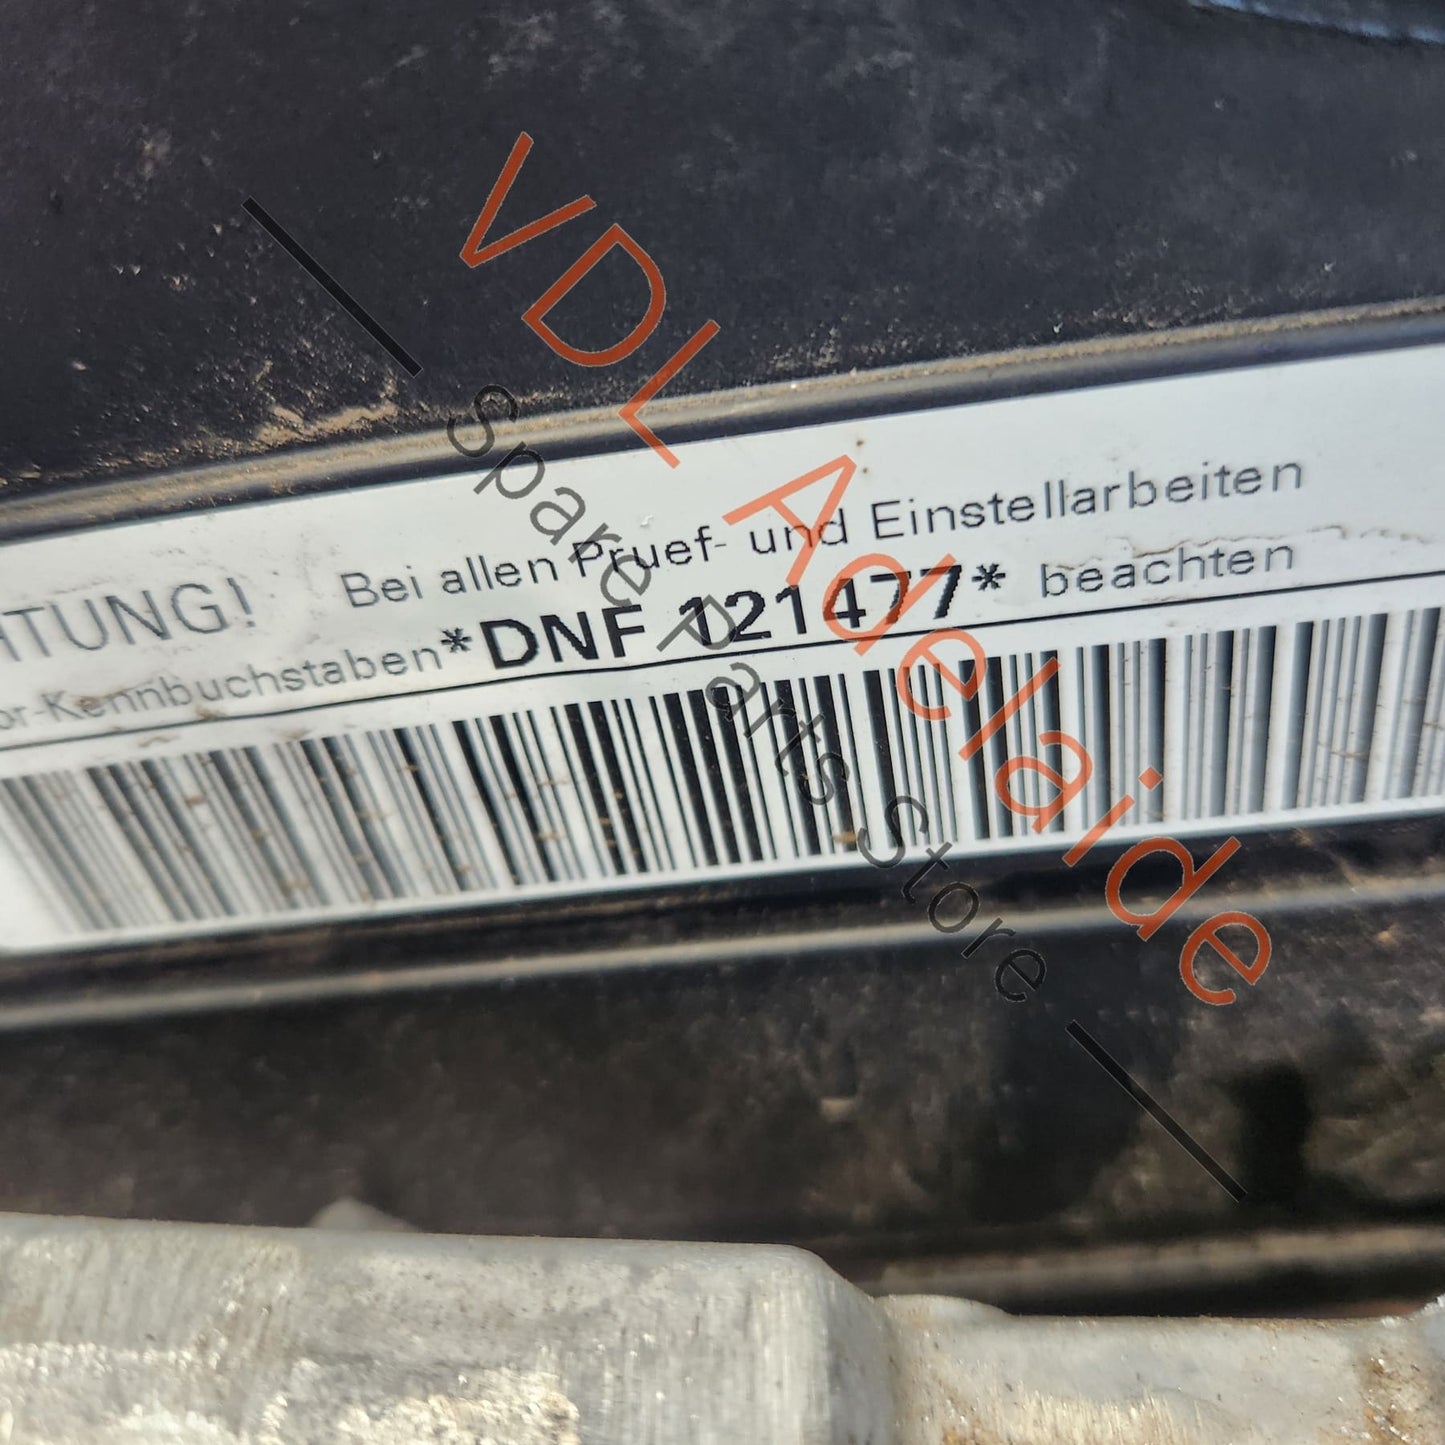 VDL Adelaide
Spare Parts Store
HTUNG! Bei allen Pruef- und Einstellarbeiten
or-Kennbuchstaben*DNF 121477* beachten